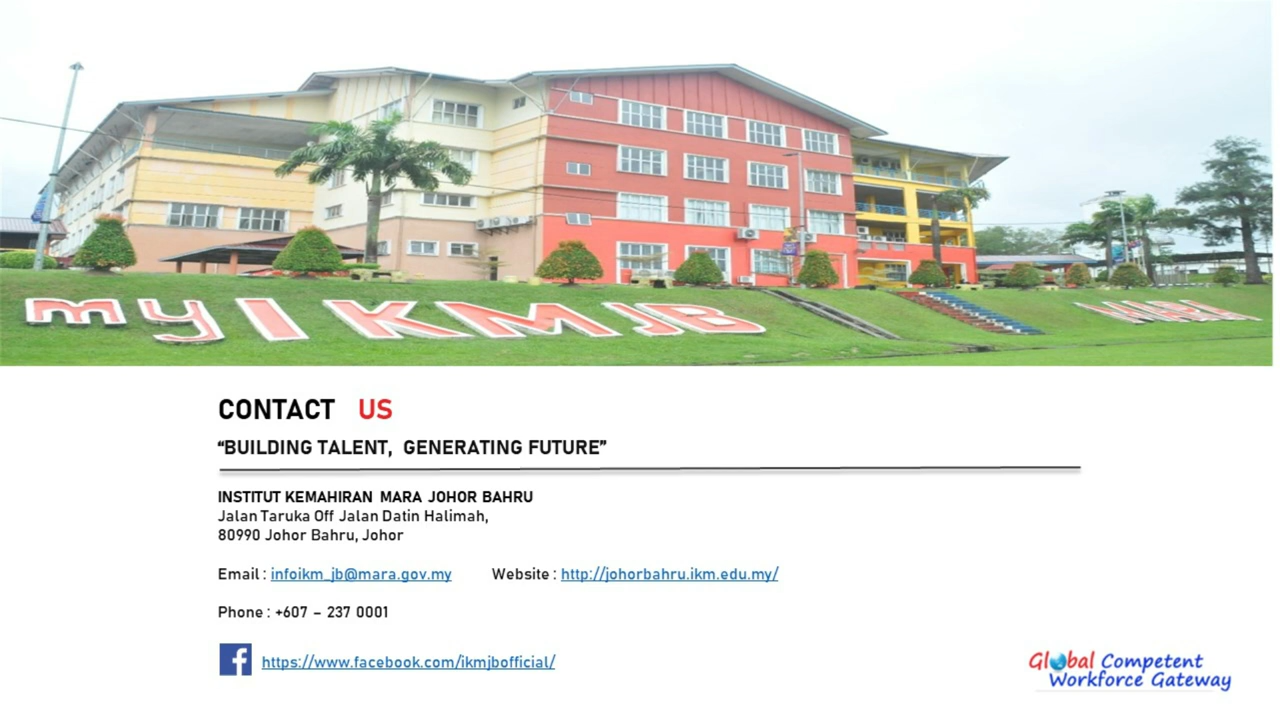 myIKMJB
MARA
CONTACT US
“BUILDING TALENT, GENERATING FUTURE”
INSTITUT KEMAHIRAN MARA JOHOR BAHRU
Jalan Taruka Off Jalan Datin Halimah,
80990 Johor Bahru, Johor
Email : infoikm_jb@mara.gov.my Website : http://johorbahru.ikm.edu.my/
Phone : +607 – 237 0001
f https://www.facebook.com/ikmjbofficial/
Global Competent
Workforce Gateway